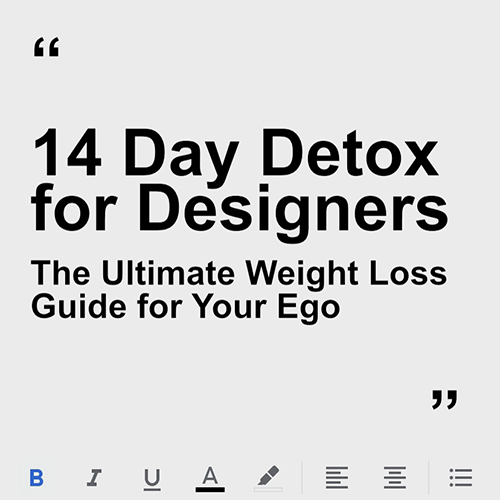 “
14 Day Detox
for Designers
The Ultimate Weight Loss
Guide for Your Ego
”
B I U A